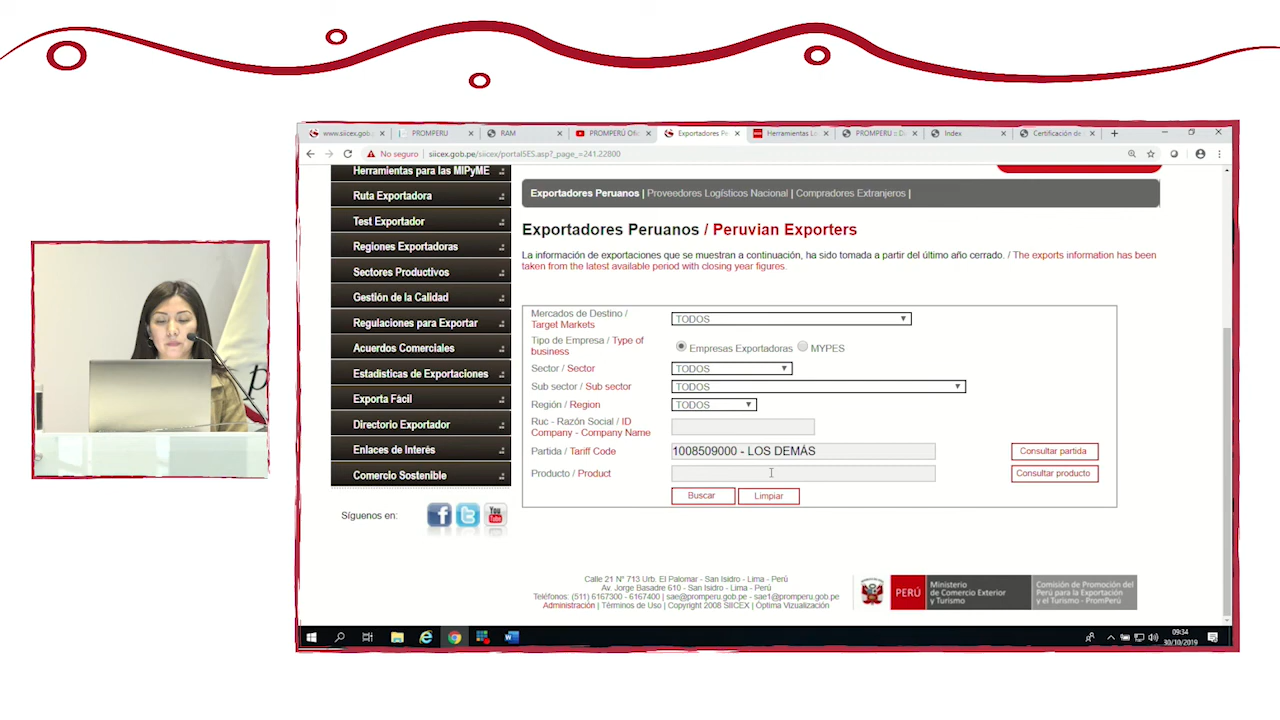 www.siicex.gob.
PROMPERU
RAM
PROMPERÚ Ofi
Exportadores Pe
Herramientas L
PROMPERU :: D
Index
Certificación de
No seguro | siicex.gob.pe/siicex/portal5ES.asp?_page_=241.22800
Herramientas para las MIPyME
Ruta Exportadora
Test Exportador
Regiones Exportadoras
Sectores Productivos
Gestión de la Calidad
Regulaciones para Exportar
Acuerdos Comerciales
Estadísticas de Exportaciones
Exporta Fácil
Directorio Exportador
Enlaces de Interés
Comercio Sostenible
Síguenos en:
You
Tube
Exportadores Peruanos | Proveedores Logísticos Nacional | Compradores Extranjeros |
Exportadores Peruanos / Peruvian Exporters
La información de exportaciones que se muestran a continuación, ha sido tomada a partir del último año cerrado. / The exports information has been
taken from the latest available period with closing year figures.
Mercados de Destino /
Target Markets
TODOS
Tipo de Empresa / Type of
business
Empresas Exportadoras
MYPES
Sector / Sector
TODOS
Sub sector / Sub sector
TODOS
Región / Region
TODOS
Ruc - Razón Social / ID
Company - Company Name
Partida / Tariff Code
1008509000 - LOS DEMÁS
Consultar partida
Producto / Product
Consultar producto
Buscar
Limpiar
Calle 21 N° 713 Urb. El Palomar - San Isidro - Lima - Perú
Av. Jorge Basadre 610 - San Isidro - Lima - Perú
Teléfonos: (511) 6167300 - 6167400 | sae@promperu.gob.pe - sae1@promperu.gob.pe
Administración | Términos de Uso | Copyright 2008 SIICEX | Óptima Vizualización
PERÚ
Ministerio
de Comercio Exterior
y Turismo
Comisión de Promoción del
Perú para la Exportación
y el Turismo - PromPerú
09:34
30/10/2019